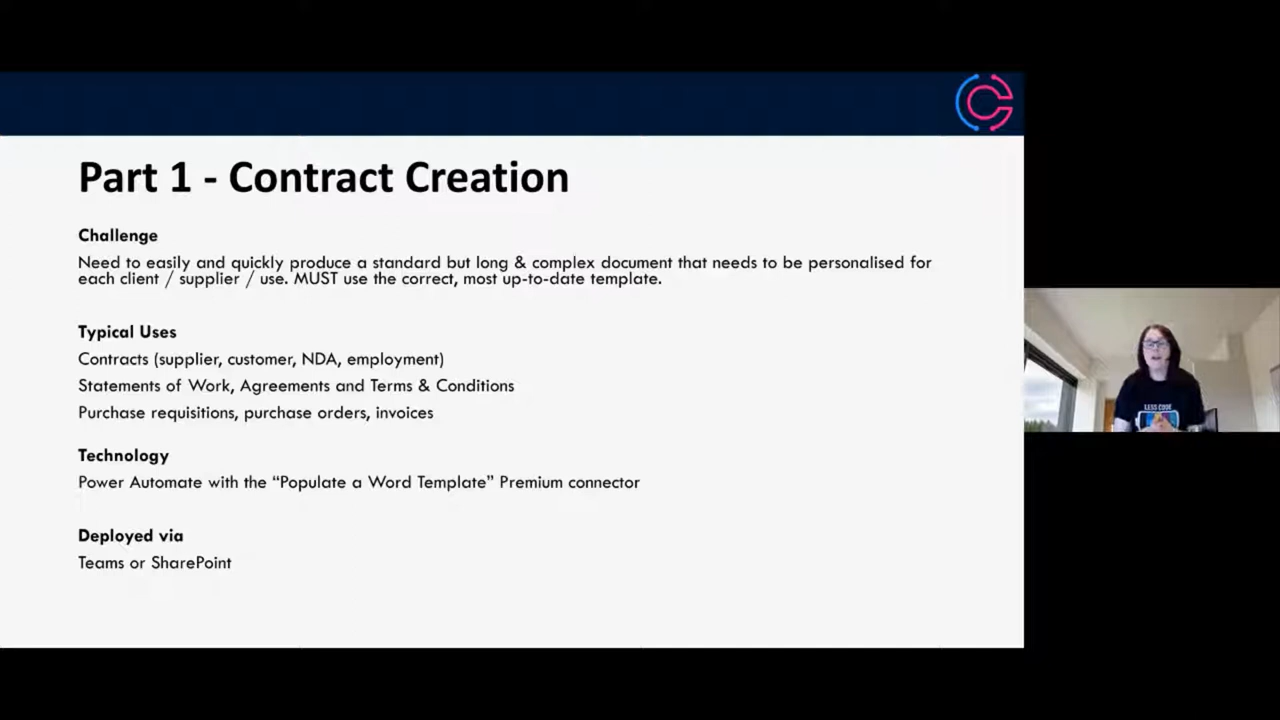 Part 1 - Contract Creation
Challenge
Need to easily and quickly produce a standard but long & complex document that needs to be personalised for
each client / supplier / use. MUST use the correct, most up-to-date template.
Typical Uses
Contracts (supplier, customer, NDA, employment)
Statements of Work, Agreements and Terms & Conditions
Purchase requisitions, purchase orders, invoices
Technology
Power Automate with the “Populate a Word Template” Premium connector
Deployed via
Teams or SharePoint
LESS CODE